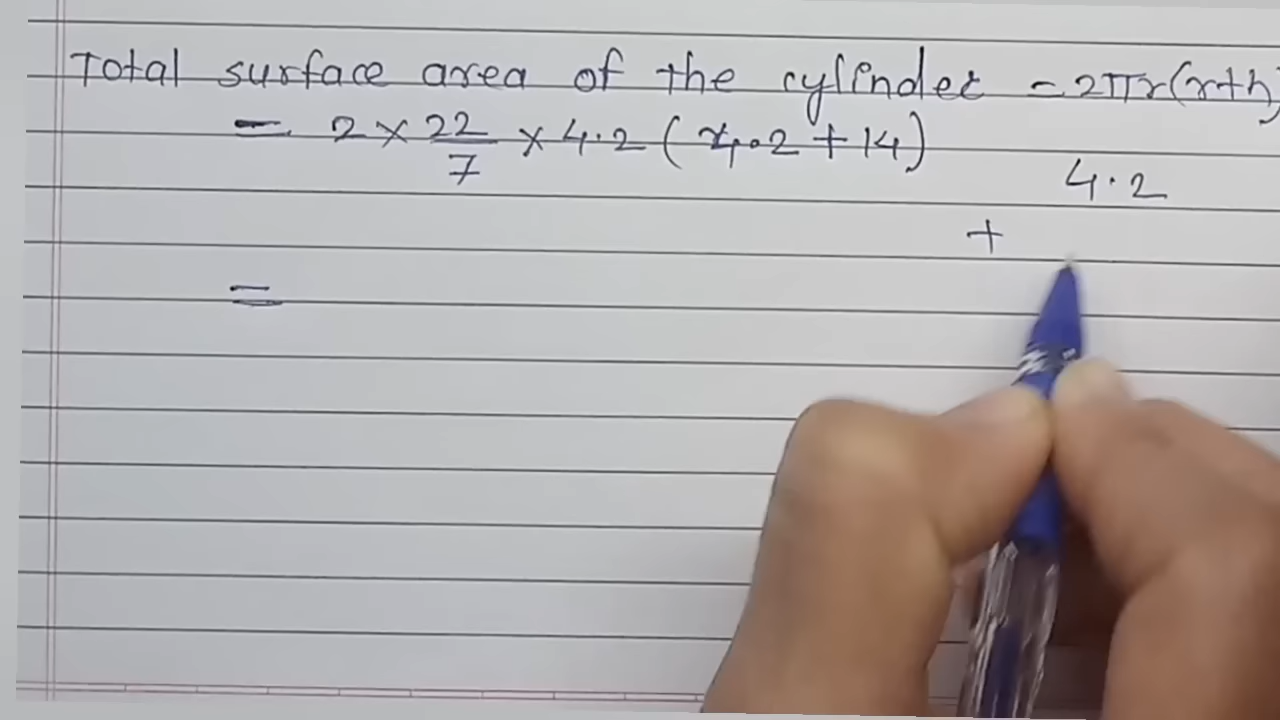 Total surface area of the cylinder = 2πr(r+h)
= 2 × 22/7 × 4.2 ( 4.2 + 14)
4.2
+
=